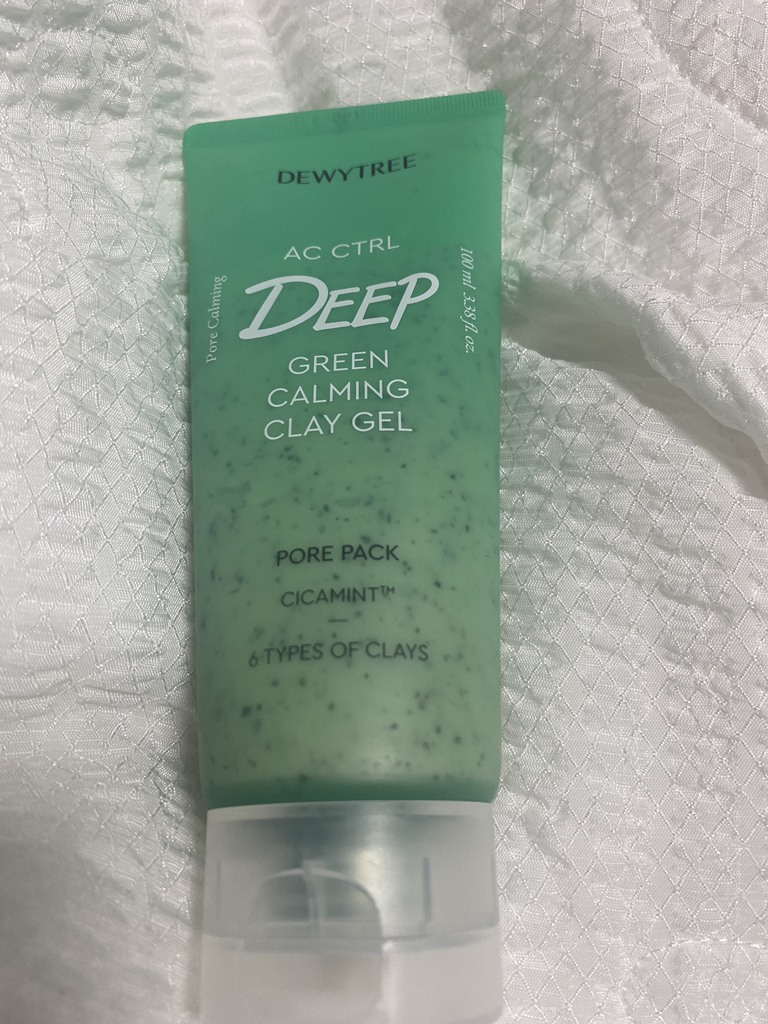 DEWYTREE
AC CTRL
DEEP
Pore Calming
100 ml 3.38 fl. oz.
GREEN
CALMING
CLAY GEL
PORE PACK
CICAMINT™
6 TYPES OF CLAYS